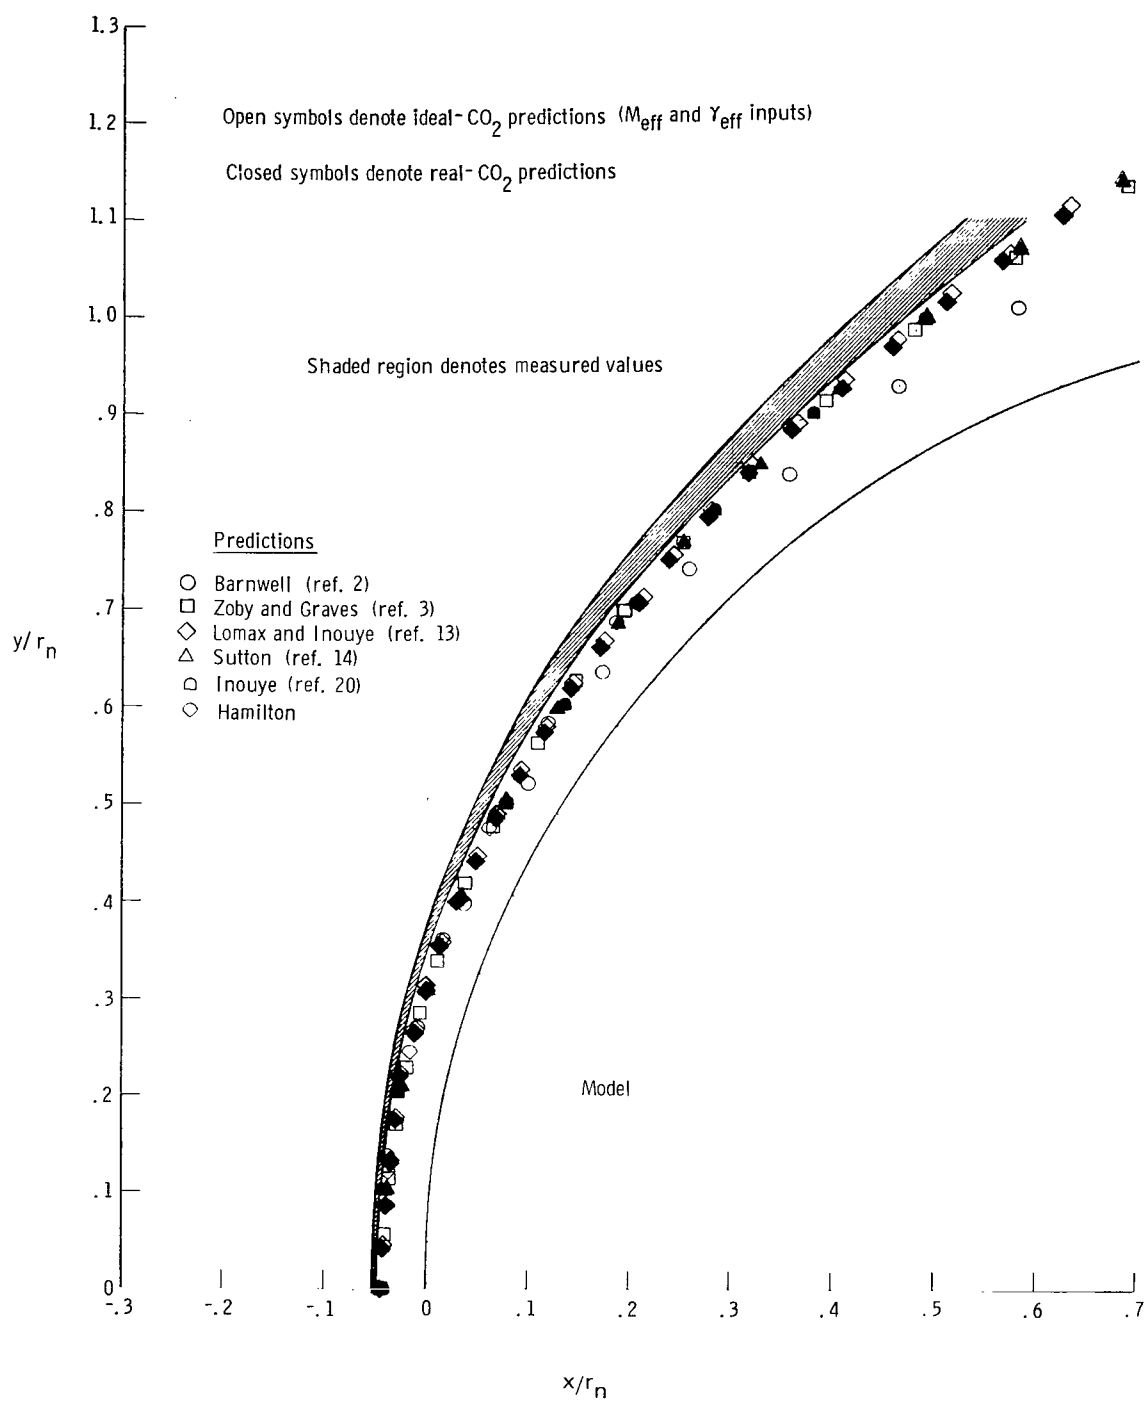 1.3
1.2
1.1
1.0
.9
.8
.7
.6
.5
.4
.3
.2
.1
0
y/rn
Open symbols denote ideal-CO2 predictions (Meff and γeff inputs)
Closed symbols denote real-CO2 predictions
Shaded region denotes measured values
Predictions
Barnwell (ref. 2)
Zoby and Graves (ref. 3)
Lomax and Inouye (ref. 13)
Sutton (ref. 14)
Inouye (ref. 20)
Hamilton
Model
-.3 -.2 -.1 0 .1 .2 .3 .4 .5 .6 .7
x/rn